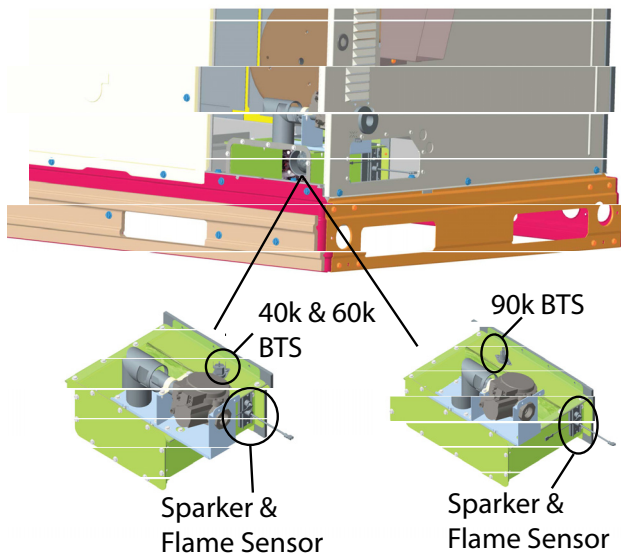 40k & 60k
BTS
90k BTS
Sparker &
Flame Sensor
Sparker &
Flame Sensor